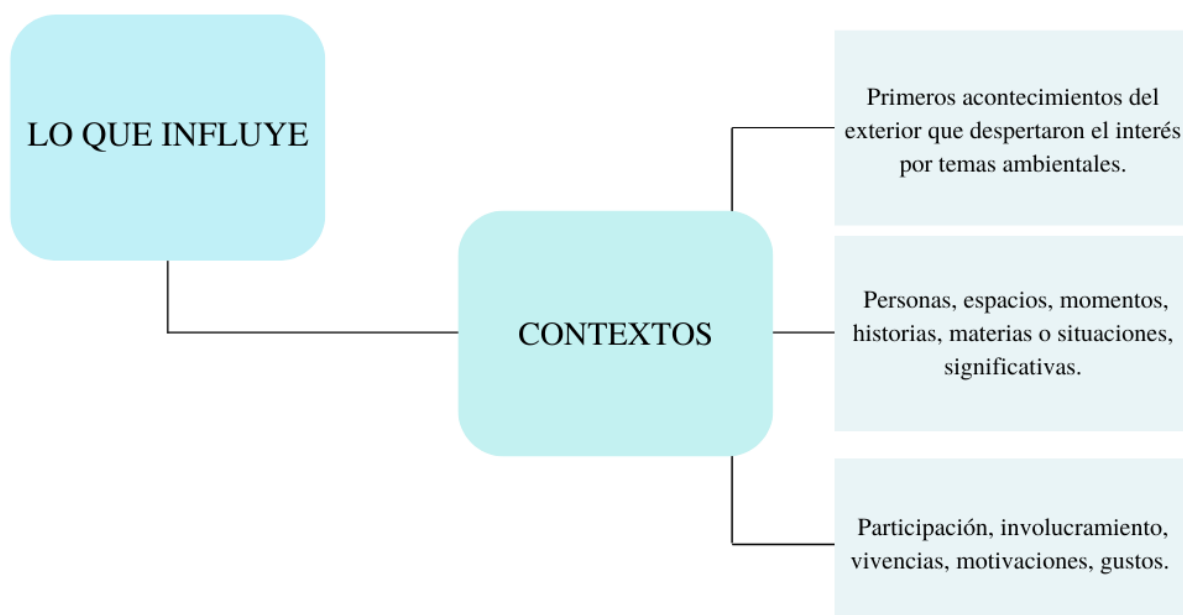 LO QUE INFLUYE
CONTEXTOS
Primeros acontecimientos del
exterior que despertaron el interés
por temas ambientales.
Personas, espacios, momentos,
historias, materias o situaciones,
significativas.
Participación, involucramiento,
vivencias, motivaciones, gustos.